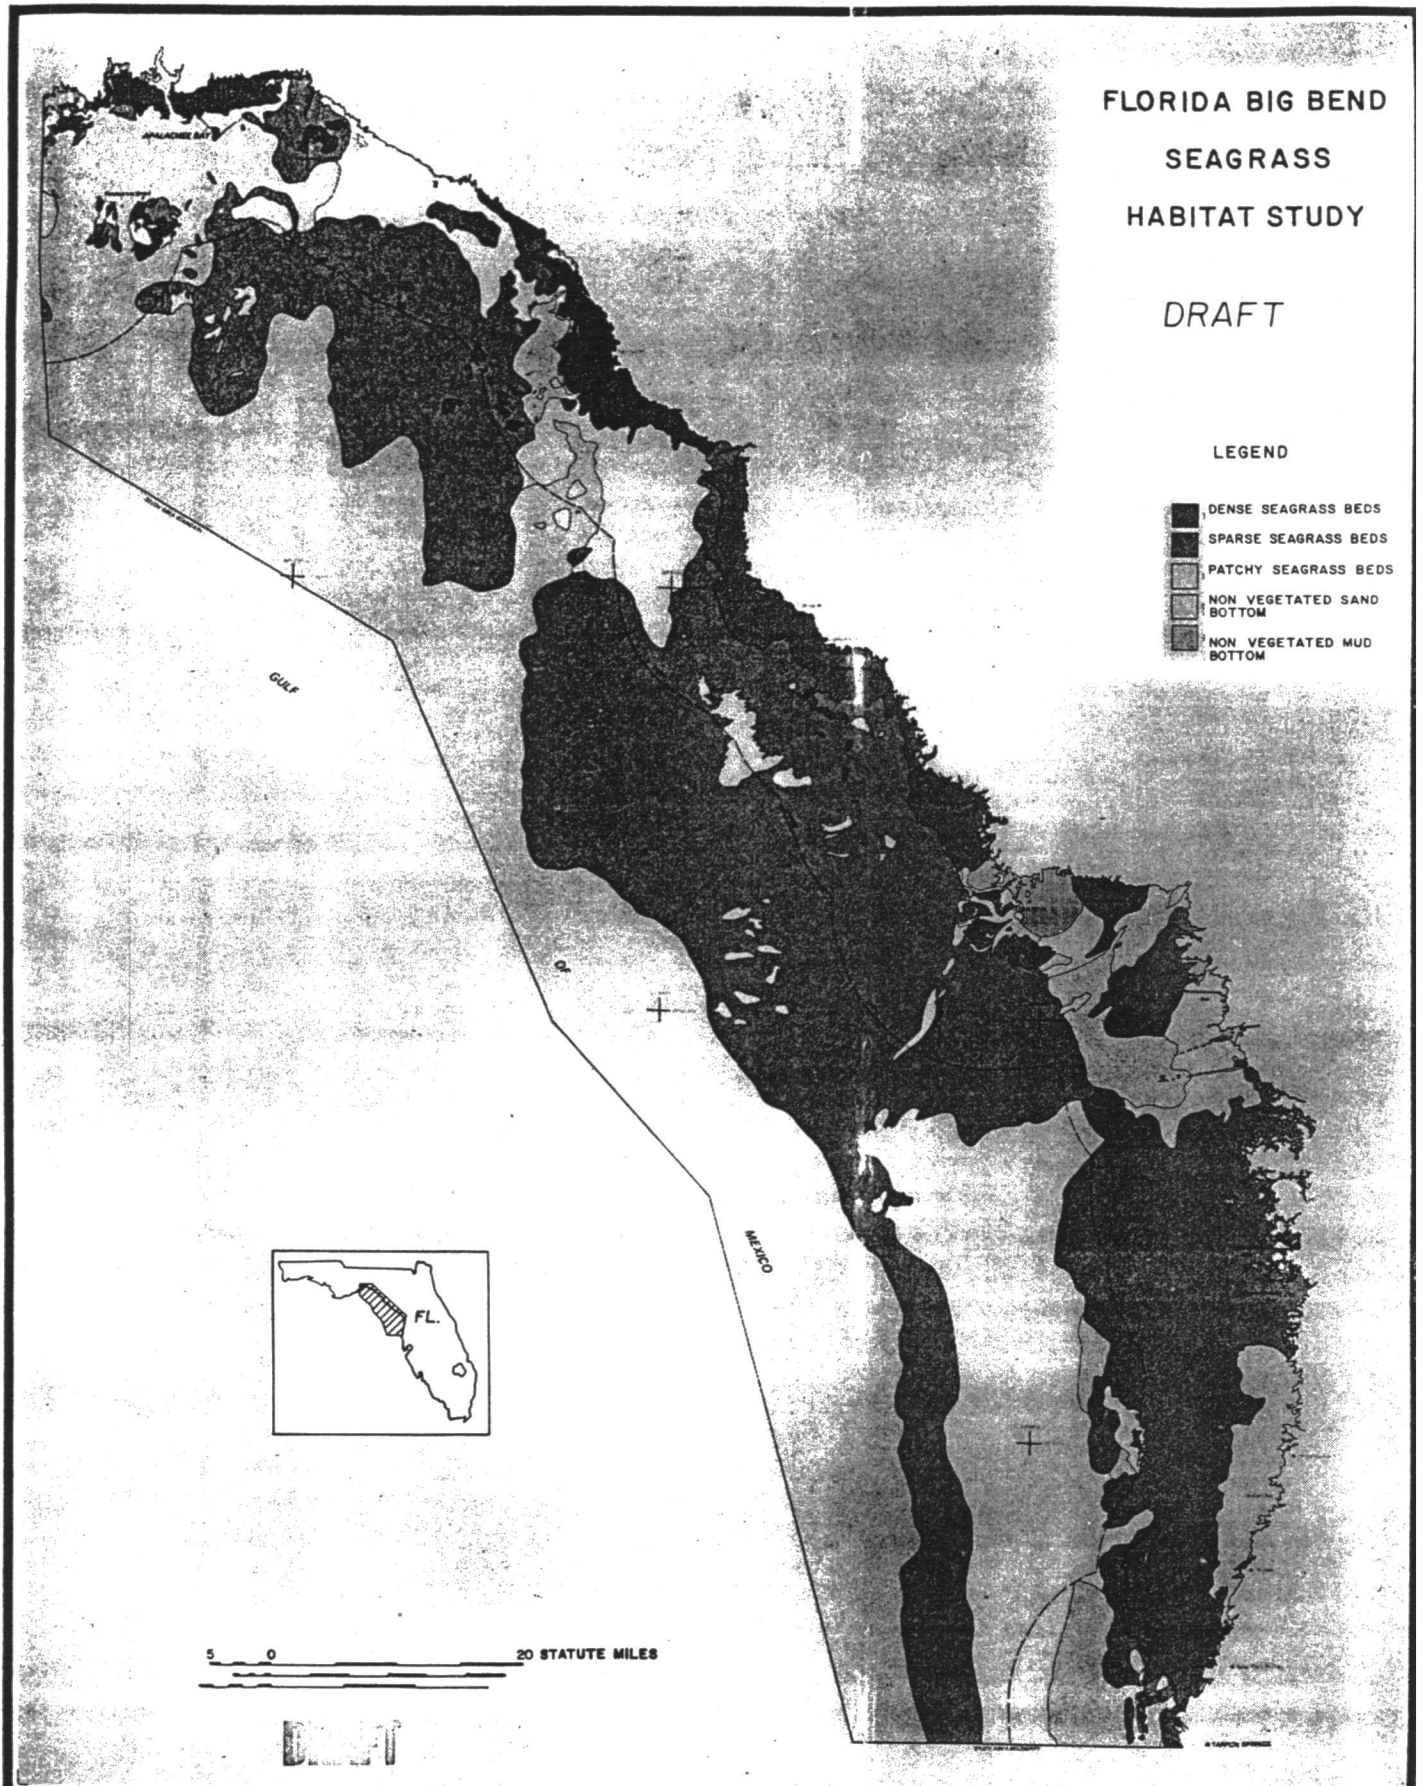 FLORIDA BIG BEND
SEAGRASS
HABITAT STUDY
DRAFT
APALACHEE BAY
LEGEND
DENSE SEAGRASS BEDS
SPARSE SEAGRASS BEDS
PATCHY SEAGRASS BEDS
NON VEGETATED SAND
BOTTOM
NON VEGETATED MUD
BOTTOM
GULF
OF
MEXICO
FL.
5 0 20 STATUTE MILES
TARPON SPRINGS